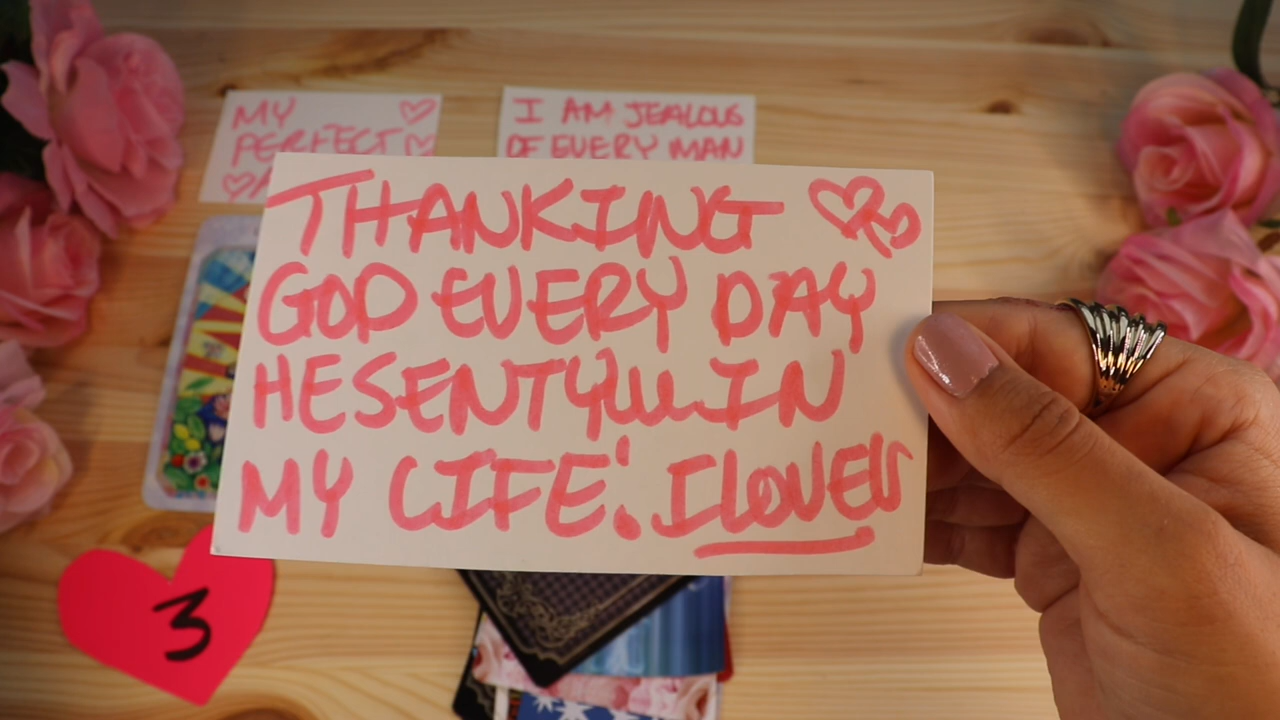 MY
PERFECT
I AM JEALOUS
OF EVERY MAN
THANKING
GOD EVERY DAY
HE SENT YOU IN
MY LIFE! I LOVE U
3